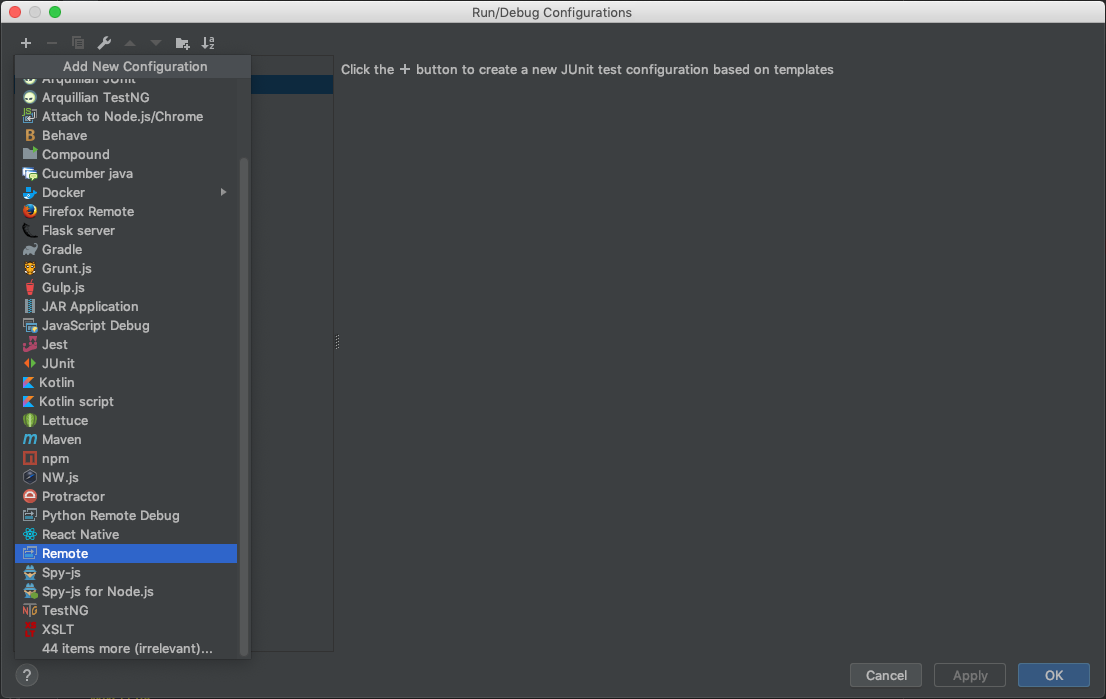 Run/Debug Configurations
Add New Configuration
Click the + button to create a new JUnit test configuration based on templates
Arquillian JUnit
Arquillian TestNG
Attach to Node.js/Chrome
Behave
Compound
Cucumber java
Docker
Firefox Remote
Flask server
Gradle
Grunt.js
Gulp.js
JAR Application
JavaScript Debug
Jest
JUnit
Kotlin
Kotlin script
Lettuce
Maven
npm
NW.js
Protractor
Python Remote Debug
React Native
Remote
Spy-js
Spy-js for Node.js
TestNG
XSLT
44 items more (irrelevant)...
?
Cancel
Apply
OK